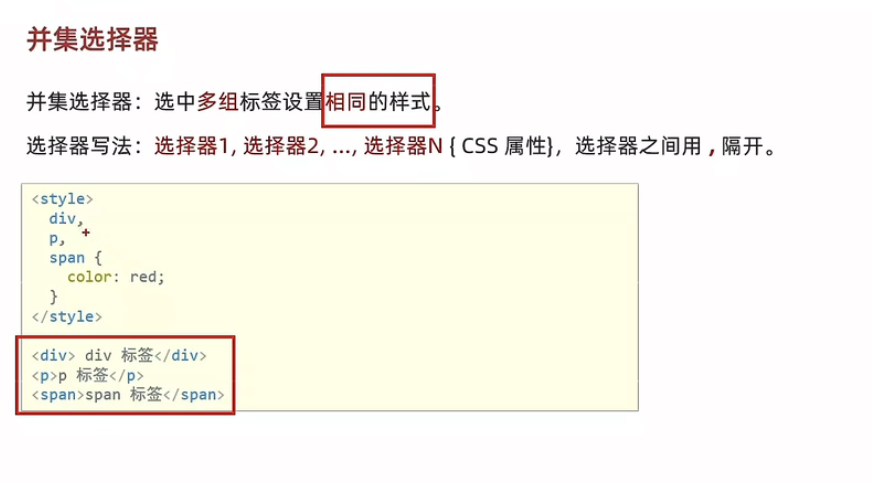 并集选择器
并集选择器：选中多组标签设置相同的样式。
选择器写法：选择器1, 选择器2, …, 选择器N { CSS 属性}，选择器之间用 , 隔开。
<style>
div,
p,
span {
color: red;
}
</style>
<div> div 标签</div>
<p>p 标签</p>
<span>span 标签</span>